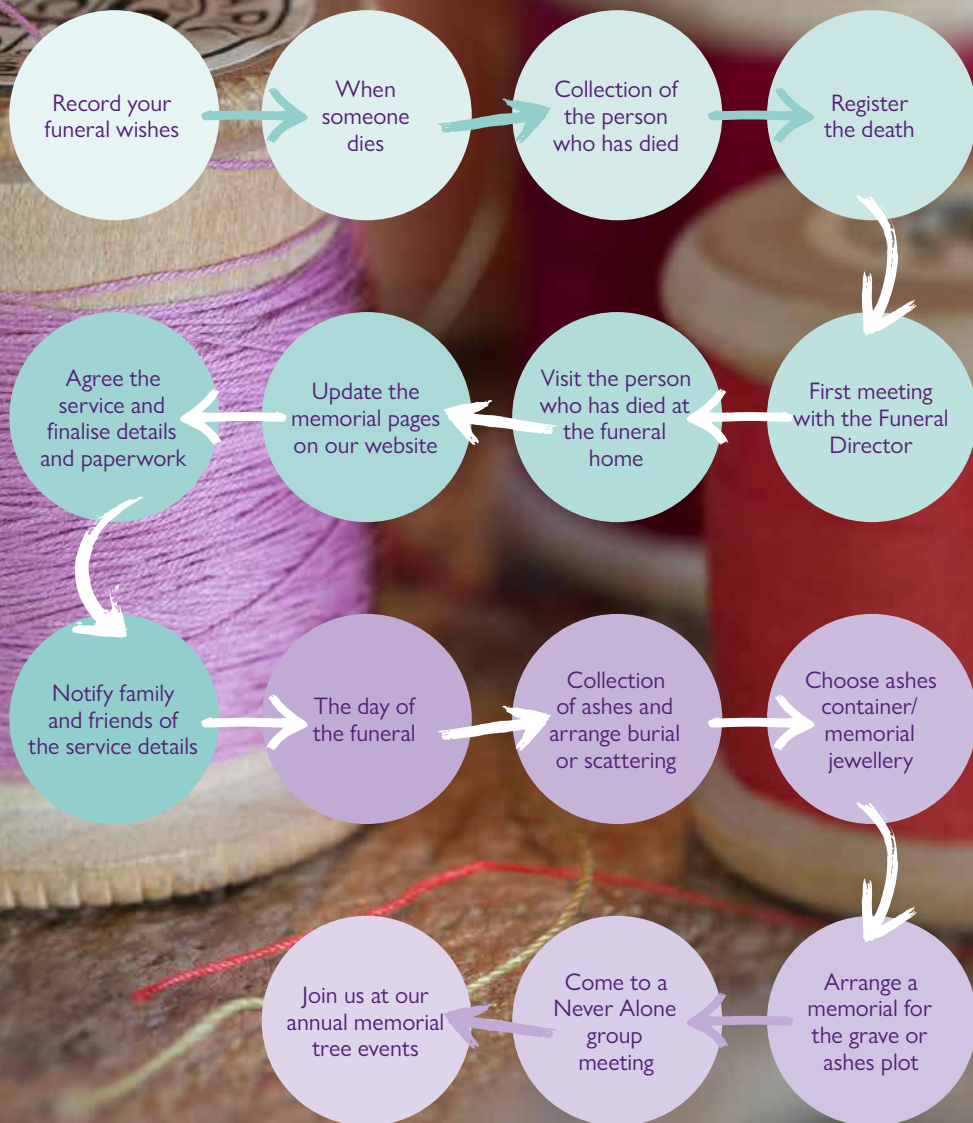 Record your
funeral wishes
When
someone
dies
Collection of
the person
who has died
Register
the death
First meeting
with the Funeral
Director
Visit the person
who has died at
the funeral
home
Update the
memorial pages
on our website
Agree the
service and
finalise details
and paperwork
Notify family
and friends of
the service details
The day of
the funeral
Collection
of ashes and
arrange burial
or scattering
Choose ashes
container/
memorial
jewellery
Arrange a
memorial for
the grave or
ashes plot
Come to a
Never Alone
group
meeting
Join us at our
annual memorial
tree events